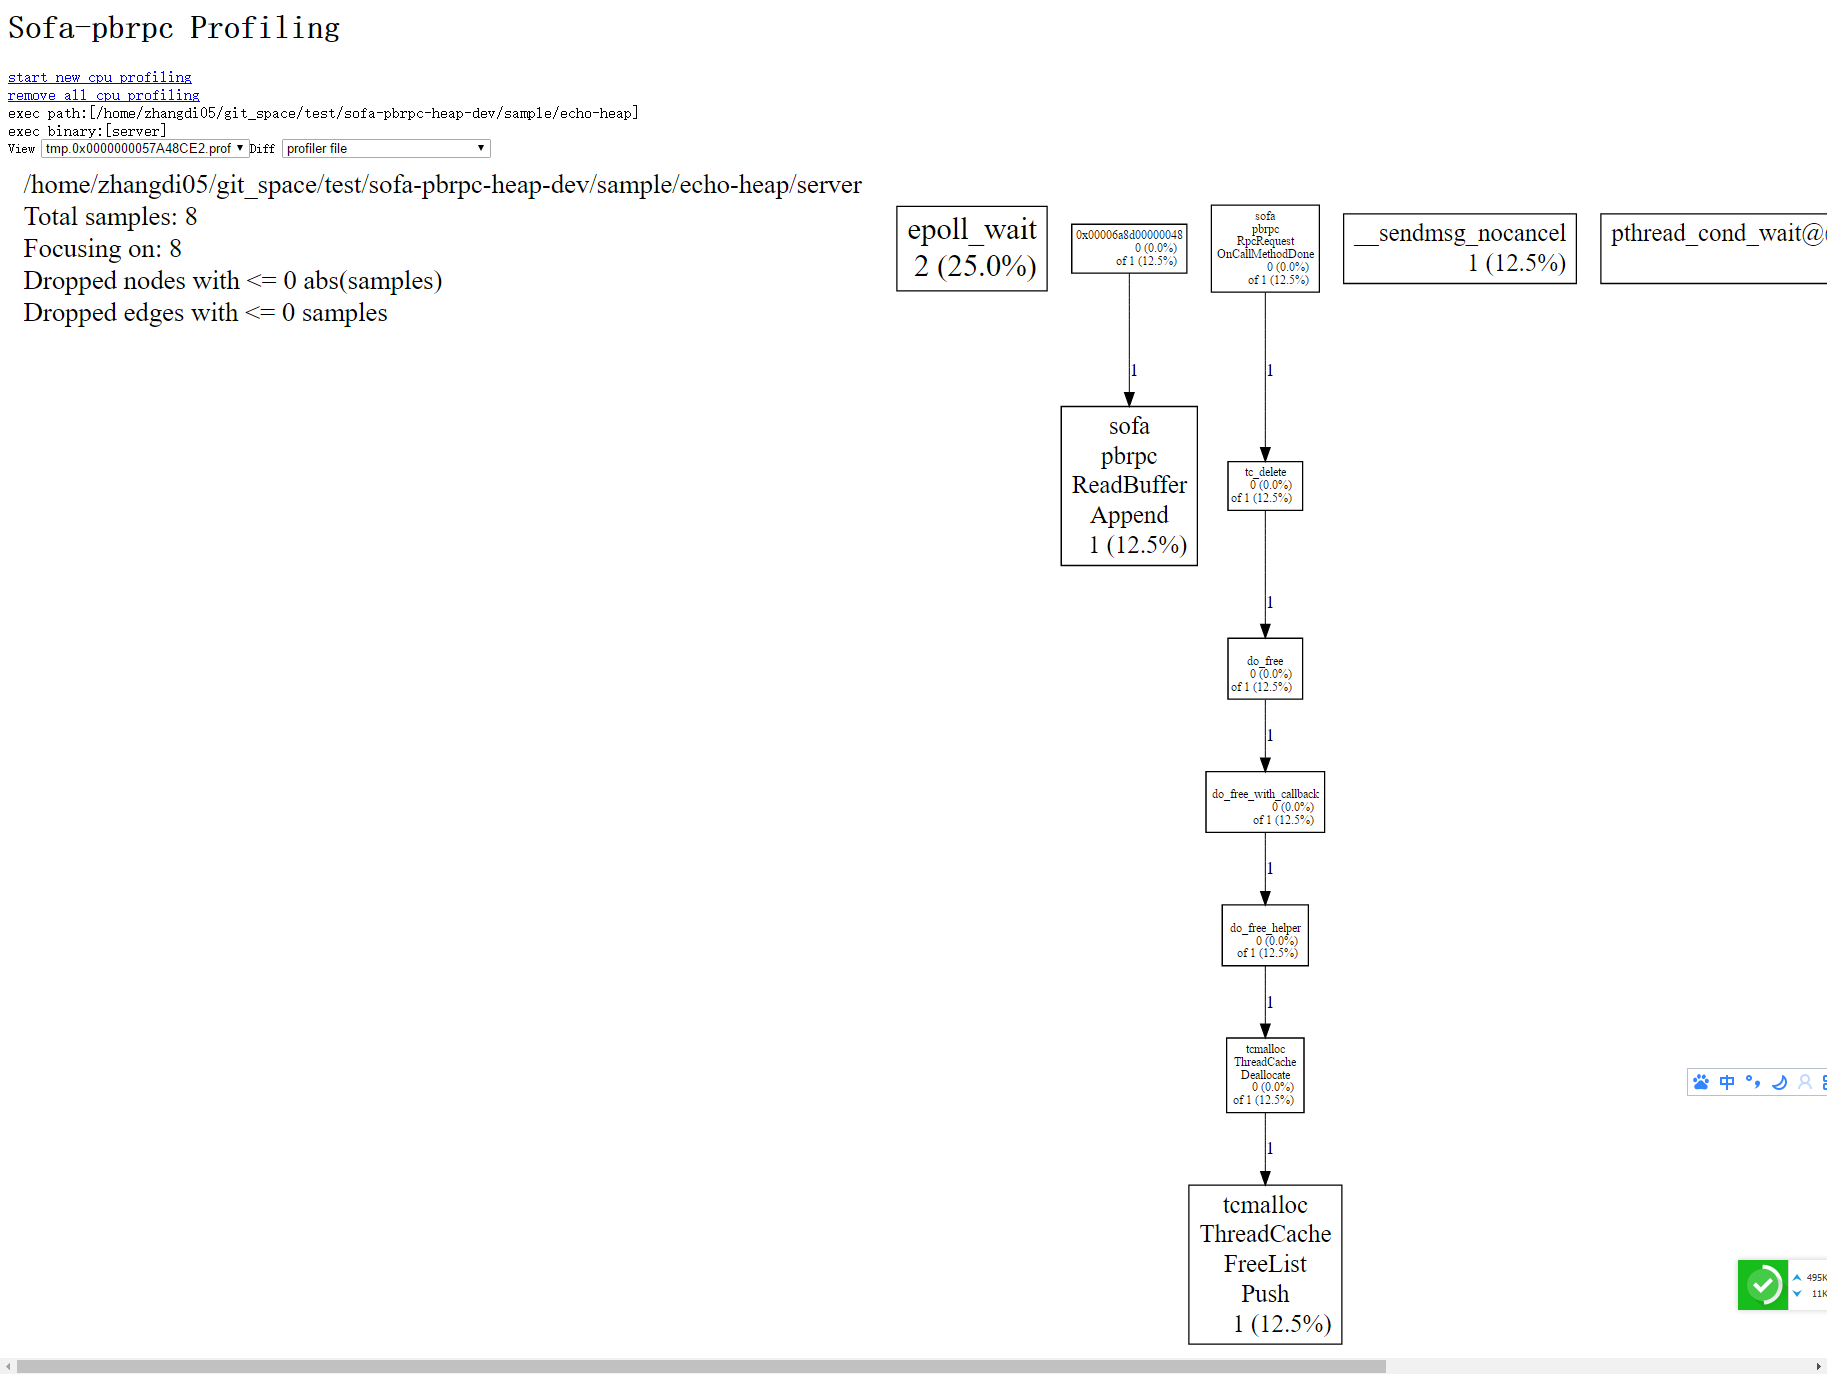 Sofa-pbrpc Profiling
start new cpu profiling
remove all cpu profiling
exec path:[/home/zhangdi05/git_space/test/sofa-pbrpc-heap-dev/sample/echo-heap]
exec binary:[server]
View tmp.0x0000000057A48CE2.prof Diff profiler file
/home/zhangdi05/git_space/test/sofa-pbrpc-heap-dev/sample/echo-heap/server
Total samples: 8
Focusing on: 8
Dropped nodes with <= 0 abs(samples)
Dropped edges with <= 0 samples
epoll_wait
2 (25.0%)
0x00006a8d00000048
0 (0.0%)
of 1 (12.5%)
1
sofa
pbrpc
ReadBuffer
Append
1 (12.5%)
sofa
pbrpc
RpcRequest
OnCallMethodDone
0 (0.0%)
of 1 (12.5%)
1
tc_delete
0 (0.0%)
of 1 (12.5%)
1
do_free
0 (0.0%)
of 1 (12.5%)
1
do_free_with_callback
0 (0.0%)
of 1 (12.5%)
1
do_free_helper
0 (0.0%)
of 1 (12.5%)
1
tcmalloc
ThreadCache
Deallocate
0 (0.0%)
of 1 (12.5%)
1
tcmalloc
ThreadCache
FreeList
Push
1 (12.5%)
__sendmsg_nocancel
1 (12.5%)
pthread_cond_wait@
中
495K
11K